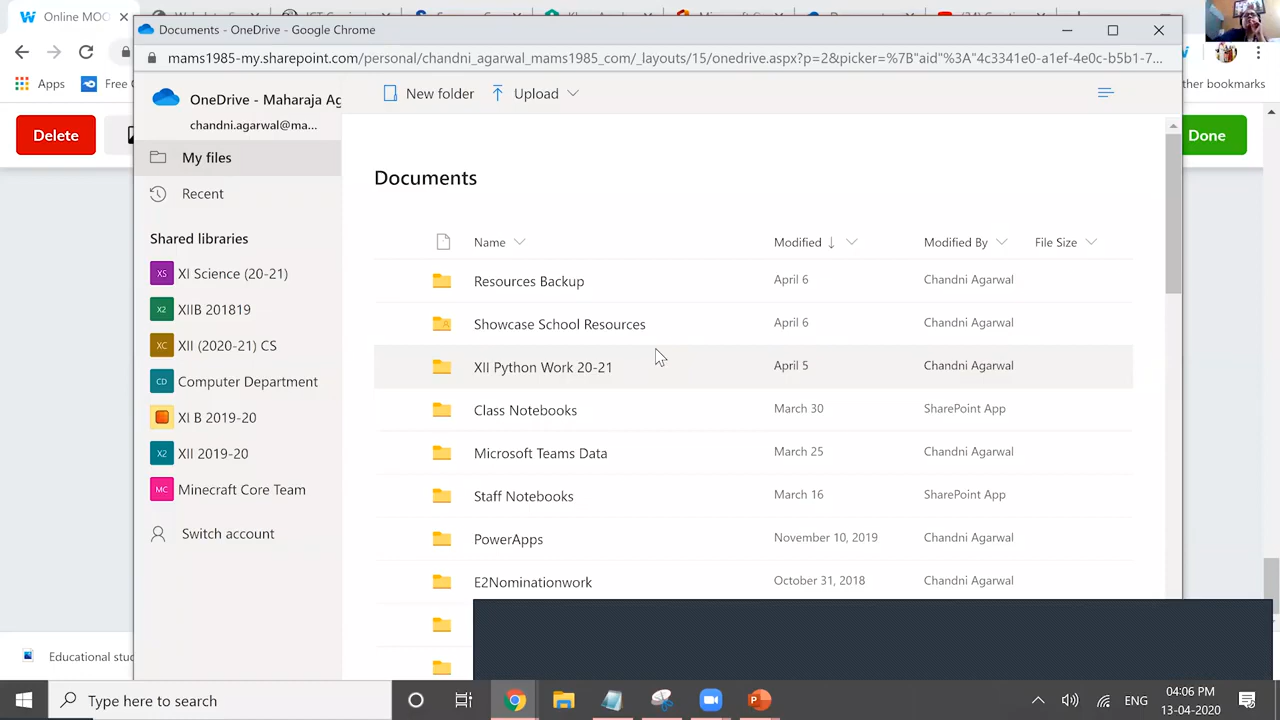 Online MOC
Documents - OneDrive - Google Chrome
mams1985-my.sharepoint.com/personal/chandni_agarwal_mams1985_com/_layouts/15/onedrive.aspx?p=2&picker=%7B"aid"%3A"4c3341e0-a1ef-4e0c-b5b1-7...
Apps
Free C
ther bookmarks
OneDrive - Maharaja Ag
chandni.agarwal@ma...
New folder
Upload
Delete
Done
My files
Recent
Shared libraries
XS XI Science (20-21)
X2 XIIB 201819
XC XII (2020-21) CS
CD Computer Department
XI B 2019-20
X2 XII 2019-20
MC Minecraft Core Team
Switch account
Documents
Name Modified Modified By File Size
Resources Backup April 6 Chandni Agarwal
Showcase School Resources April 6 Chandni Agarwal
XII Python Work 20-21 April 5 Chandni Agarwal
Class Notebooks March 30 SharePoint App
Microsoft Teams Data March 25 Chandni Agarwal
Staff Notebooks March 16 SharePoint App
PowerApps November 10, 2019 Chandni Agarwal
E2Nominationwork October 31, 2018 Chandni Agarwal
Educational stud
Type here to search
ENG
04:06 PM
13-04-2020